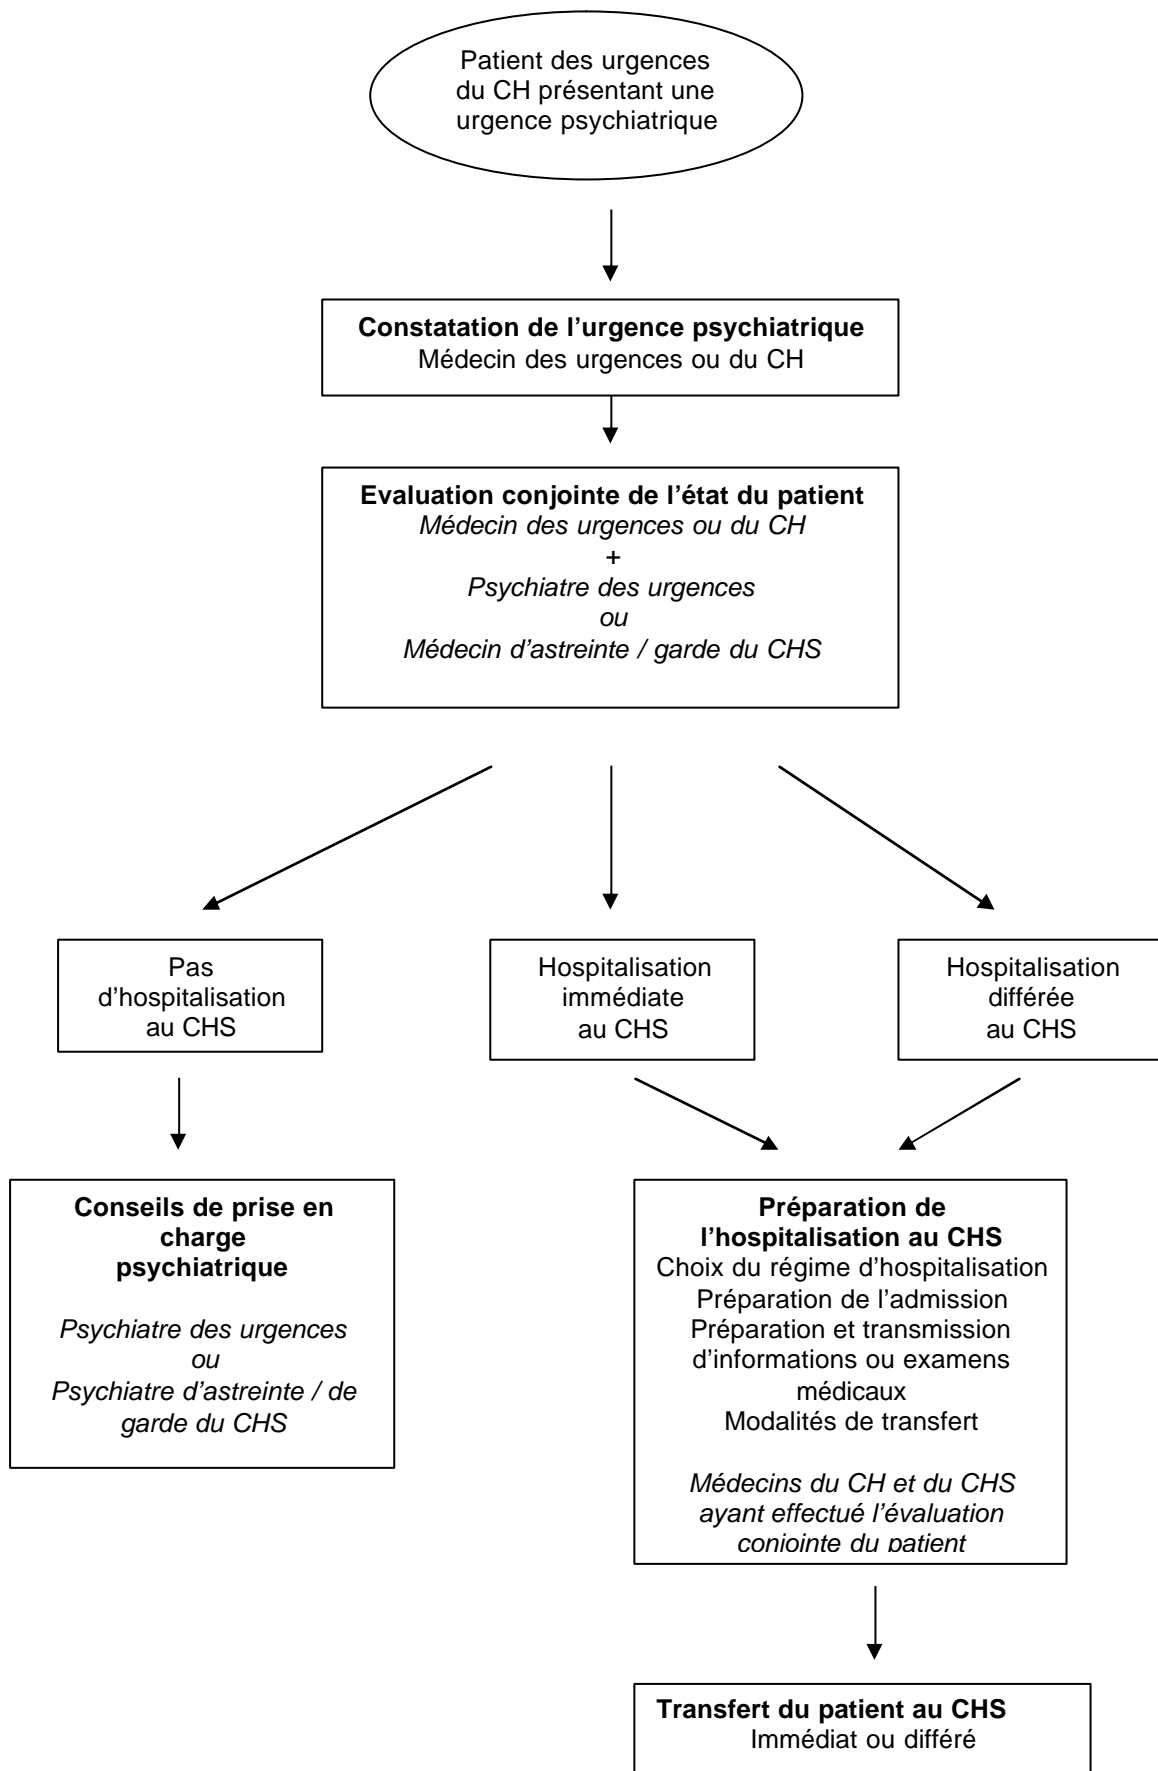 Patient des urgences
du CH présentant une
urgence psychiatrique
Constatation de l’urgence psychiatrique
Médecin des urgences ou du CH
Evaluation conjointe de l’état du patient
Médecin des urgences ou du CH
+
Psychiatre des urgences
ou
Médecin d’astreinte / garde du CHS
Pas
d’hospitalisation
au CHS
Hospitalisation
immédiate
au CHS
Hospitalisation
différée
au CHS
Conseils de prise en
charge
psychiatrique
Psychiatre des urgences
ou
Psychiatre d’astreinte / de
garde du CHS
Préparation de
l’hospitalisation au CHS
Choix du régime d’hospitalisation
Préparation de l’admission
Préparation et transmission
d’informations ou examens
médicaux
Modalités de transfert
Médecins du CH et du CHS
ayant effectué l’évaluation
conjointe du patient
Transfert du patient au CHS
Immédiat ou différé